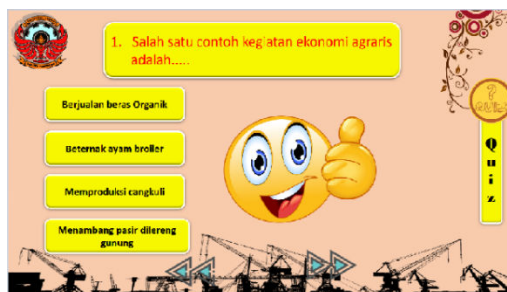 1. Salah satu contoh kegiatan ekonomi agraris
adalah.....
Berjualan beras Organik
Beternak ayam broiler
Memproduksi cangkuli
Menambang pasir dilereng
gunung
?
Quiz